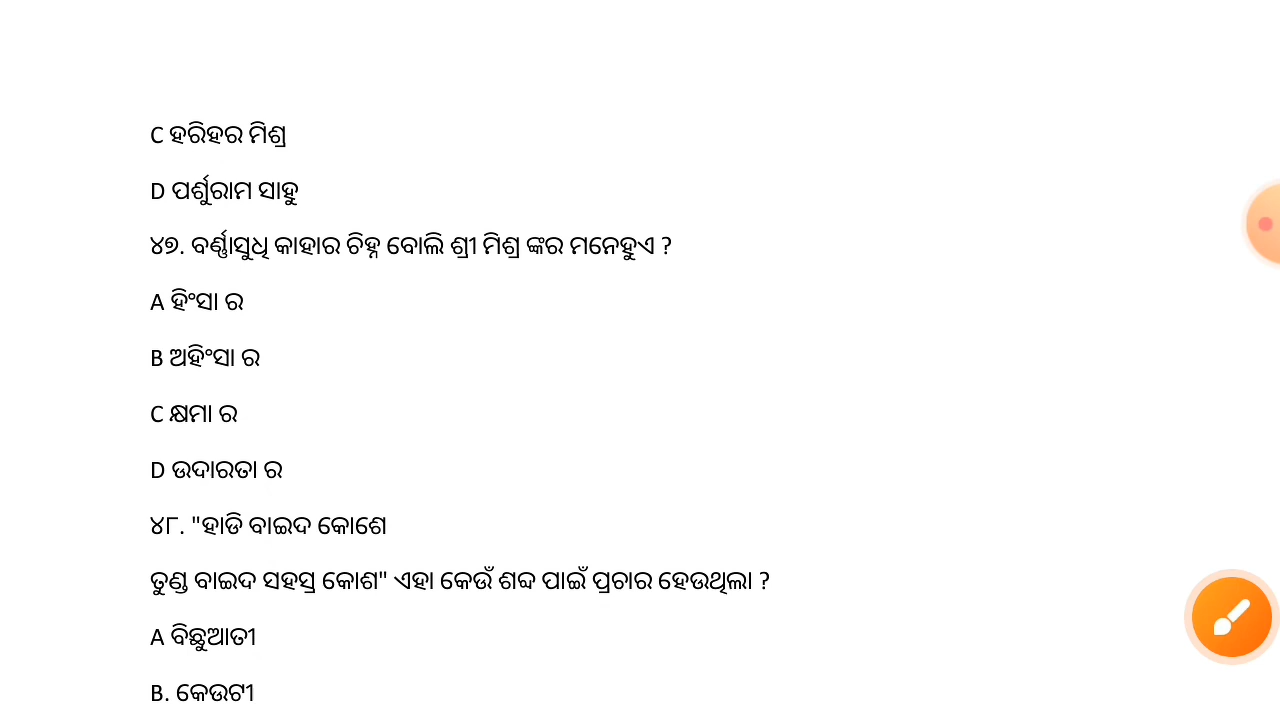 C ହରିହର ମିଶ୍ର
D ପର୍ଶୁରାମ ସାହୁ
୪୭. ବର୍ଣ୍ଣାସୁଧି କାହାର ଚିହ୍ନ ବୋଲି ଶ୍ରୀ ମିଶ୍ର ଙ୍କର ମନେହୁଏ ?
A ହିଂସା ର
B ଅହିଂସା ର
C କ୍ଷମା ର
D ଉଦାରତା ର
୪୮. "ହାଡି ବାଇଦ କୋଶେ
ତୁଣ୍ଡ ବାଇଦ ସହସ୍ର କୋଶ" ଏହା କେଉଁ ଶବ୍ଦ ପାଇଁ ପ୍ରଚାର ହେଉଥିଲା ?
A ବିଛୁଆତୀ
B. କେଉଟୀ